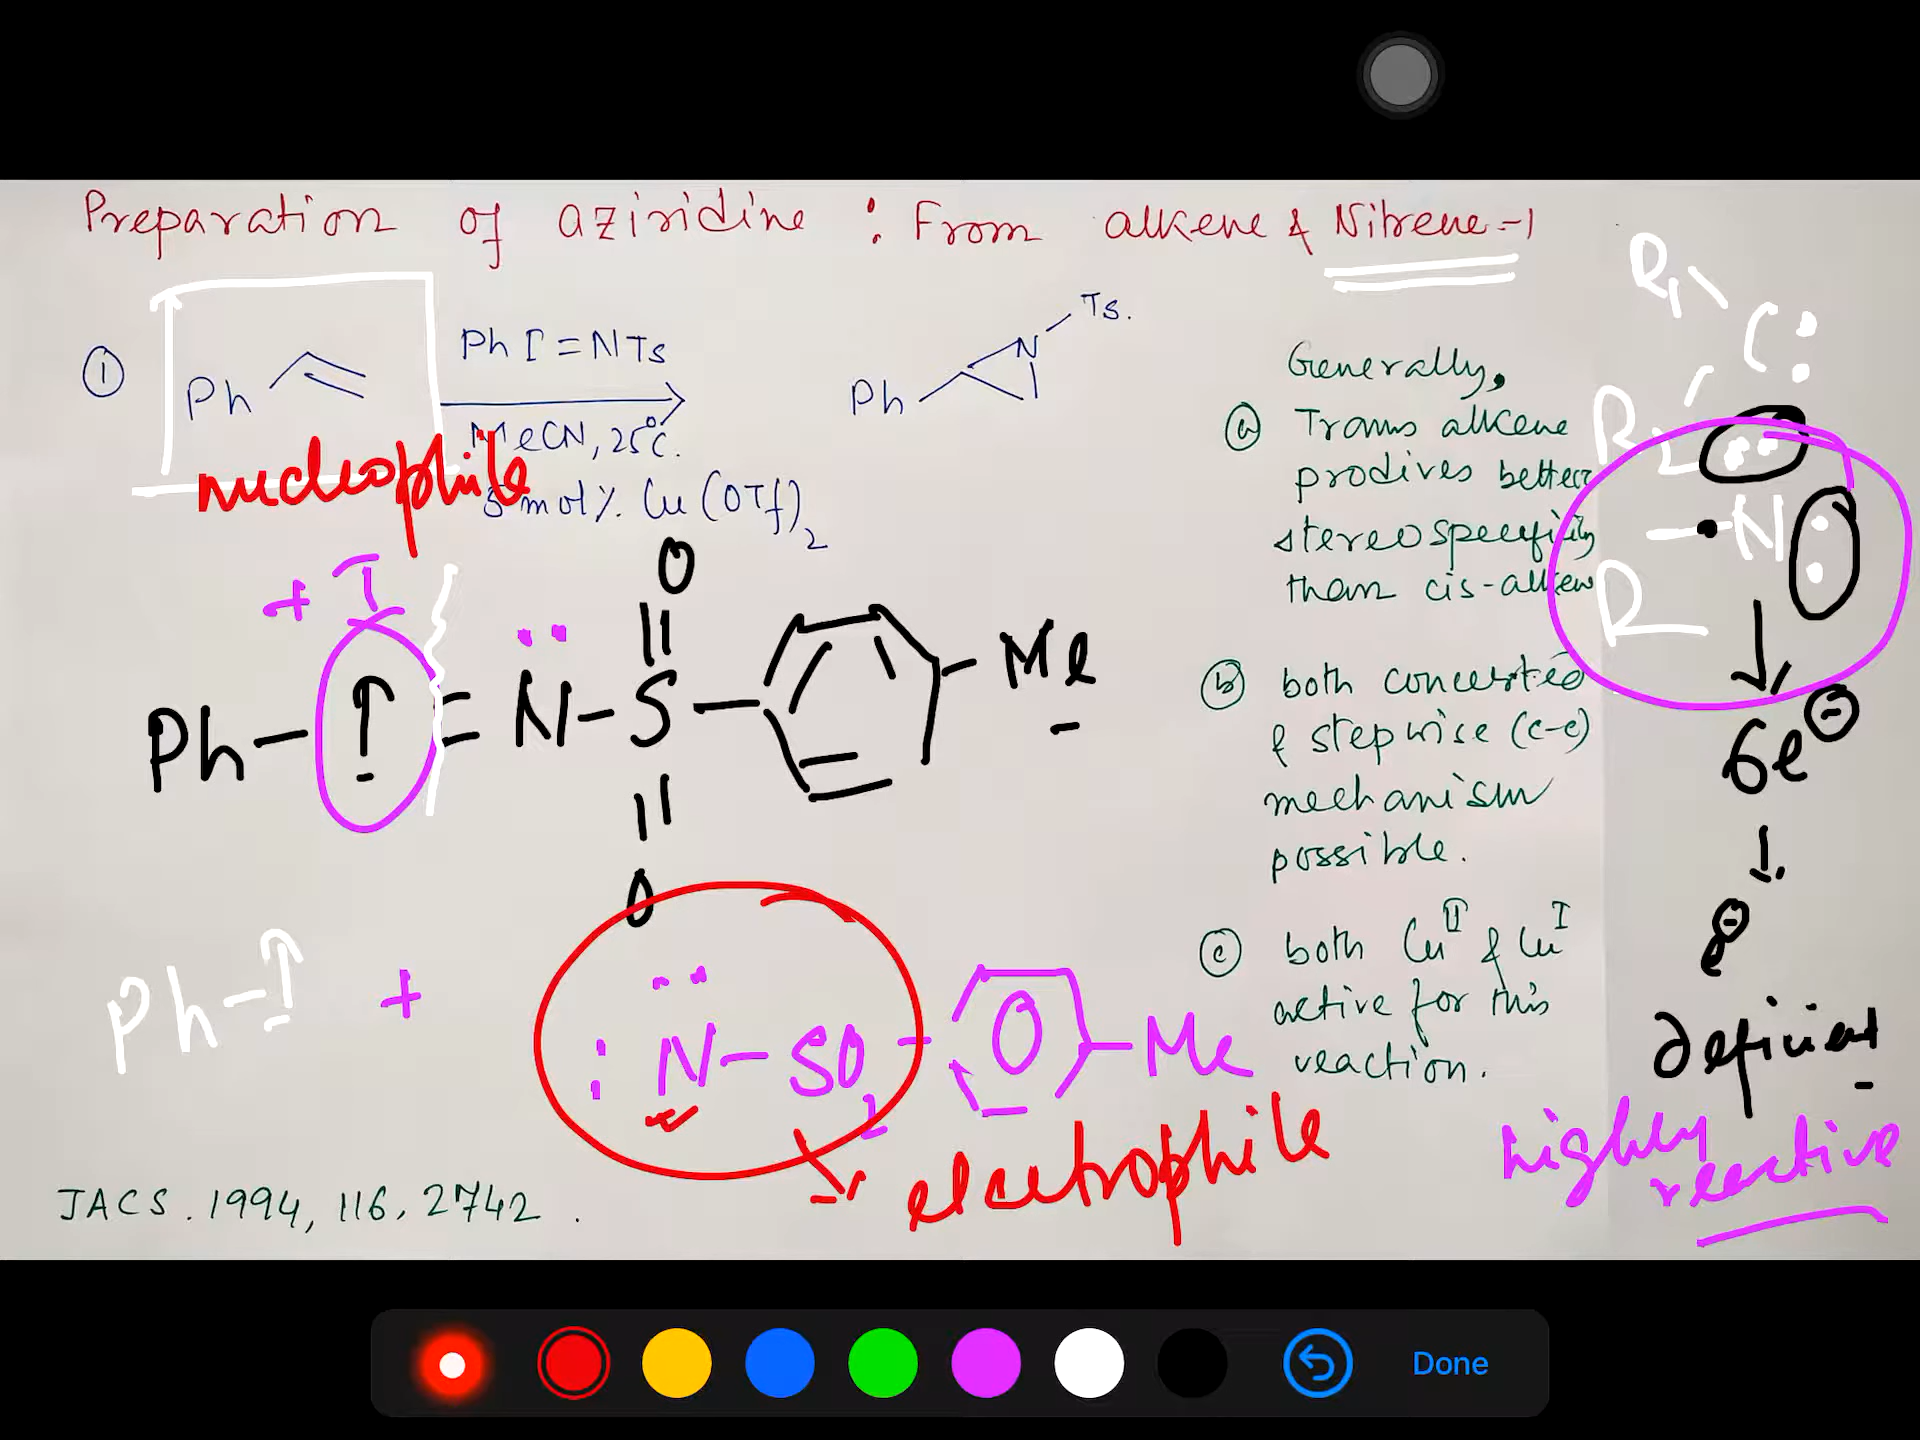 Preparation of aziridine : From alkene & Nitrene-1
①
Ph
PhI=NTs
MeCN, 25°C.
5 mol% Cu(OTf)2
Ph
N
Ts.
nucleophile
Generally,
ⓐ Trans alkene
prodives better
stereospecificity
than cis-alkene
ⓑ both concerted
& stepwise (c-c)
mechanism
possible.
ⓒ both Cu II & Cu I
active for this
reaction.
R1
C:
R2
R-N:
6e⊖
e⊖
deficient
highly
reactive
+ I
O
Ph-I=N-S-
Me
O
Ph-I + :N-SO2-
Me
electrophile
JACS. 1994, 116, 2742.
Done